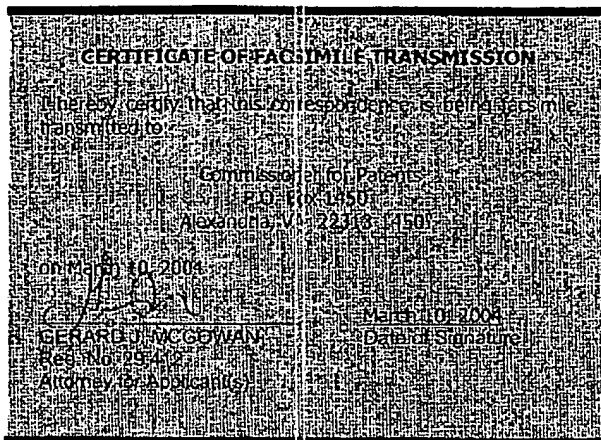 CERTIFICATE OF FACSIMILE TRANSMISSION
I hereby certify that this correspondence is being facsimile
transmitted to
Commissioner for Patents
P.O. Box 1450
Alexandria, VA 22313-1450
on March 10, 2004
March 10, 2004
GERARD J. MCGOWAN
Date of Signature
Reg. No. 29,412
Attorney for Applicant(s)